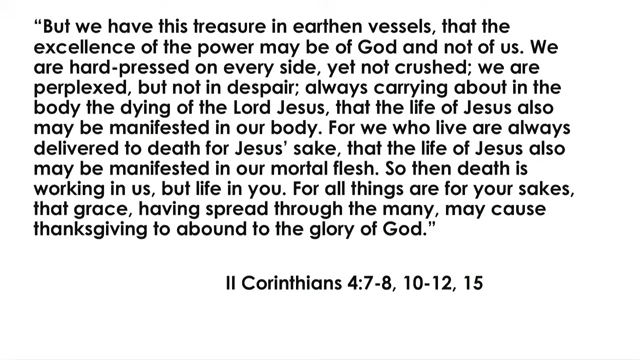 “But we have this treasure in earthen vessels, that the
excellence of the power may be of God and not of us. We
are hard-pressed on every side, yet not crushed; we are
perplexed, but not in despair; always carrying about in the
body the dying of the Lord Jesus, that the life of Jesus also
may be manifested in our body. For we who live are always
delivered to death for Jesus’ sake, that the life of Jesus also
may be manifested in our mortal flesh. So then death is
working in us, but life in you. For all things are for your sakes,
that grace, having spread through the many, may cause
thanksgiving to abound to the glory of God.”
II Corinthians 4:7-8, 10-12, 15